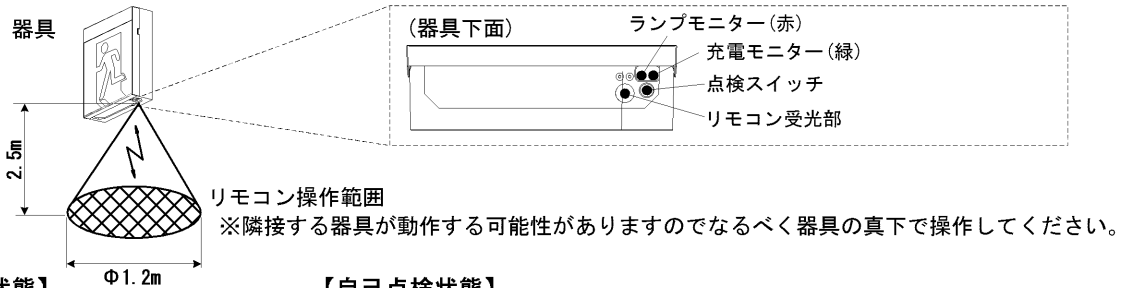 器具
(器具下面)
ランプモニター(赤)
充電モニター(緑)
点検スイッチ
リモコン受光部
2.5m
リモコン操作範囲
※隣接する器具が動作する可能性がありますのでなるべく器具の真下で操作してください。
Φ1.2m
状態】
【自己点検状態】